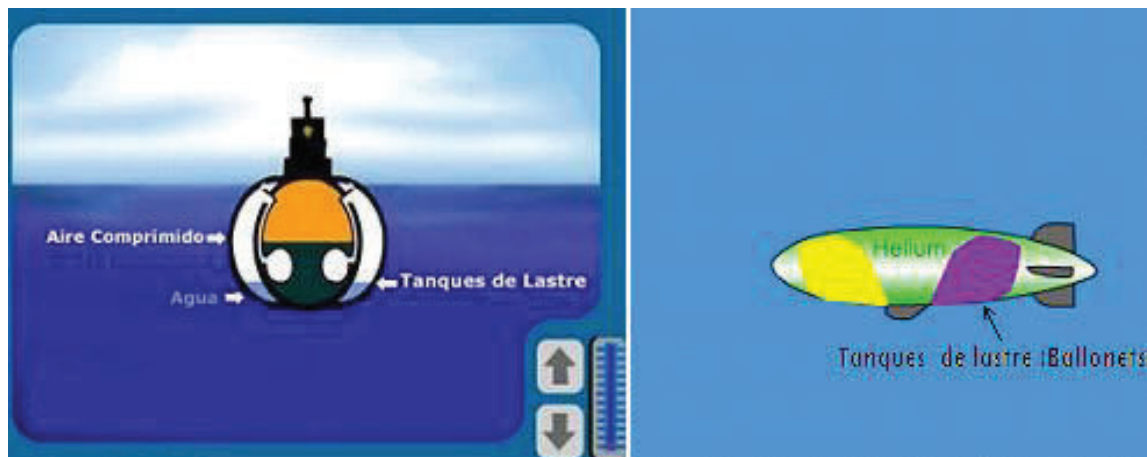 Aire Comprimido
Tanques de Lastre
Agua
Helium
Tanques de lastre :Ballonets